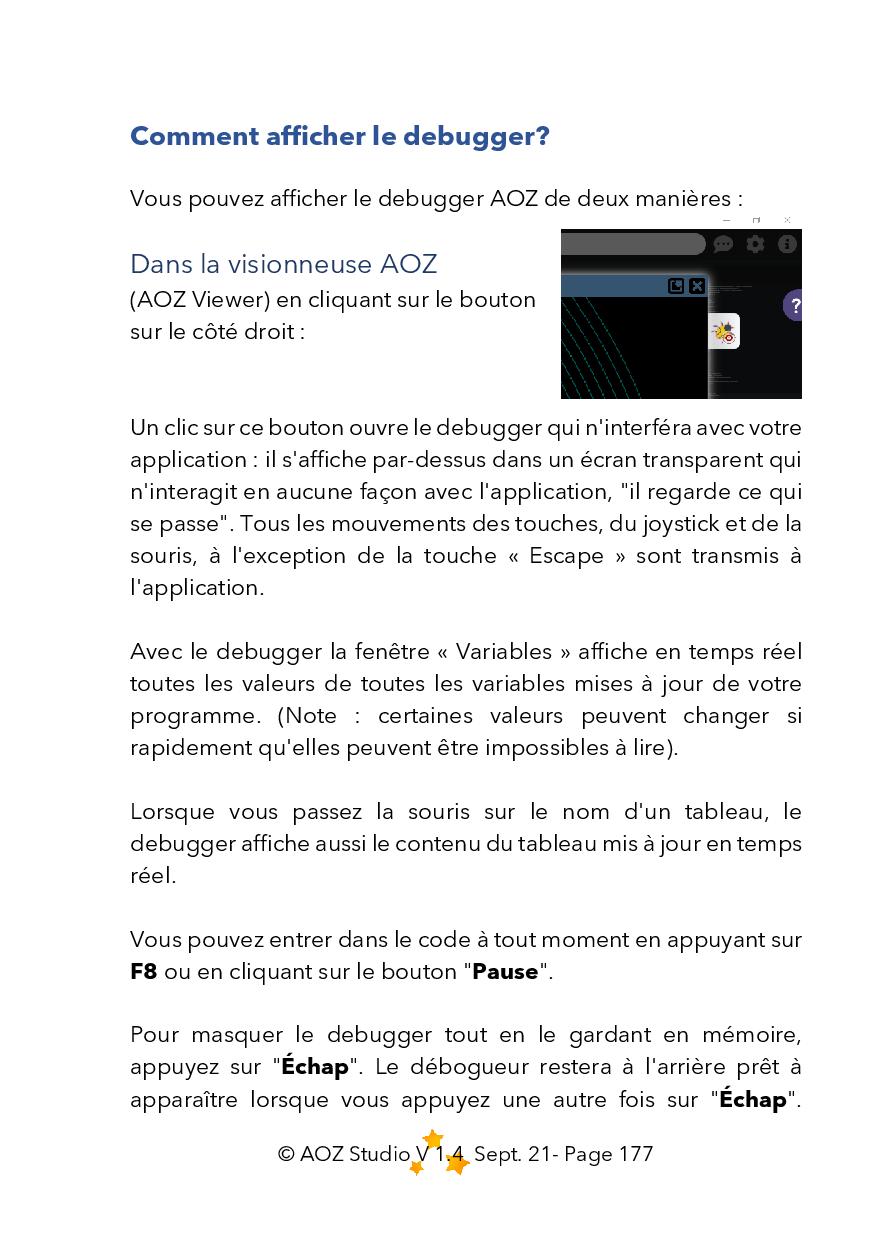 Comment afficher le debugger?
Vous pouvez afficher le debugger AOZ de deux manières :
Dans la visionneuse AOZ
(AOZ Viewer) en cliquant sur le bouton
sur le côté droit :
?
Un clic sur ce bouton ouvre le debugger qui n'interféra avec votre
application : il s'affiche par-dessus dans un écran transparent qui
n'interagit en aucune façon avec l'application, "il regarde ce qui
se passe". Tous les mouvements des touches, du joystick et de la
souris, à l'exception de la touche « Escape » sont transmis à
l'application.
Avec le debugger la fenêtre « Variables » affiche en temps réel
toutes les valeurs de toutes les variables mises à jour de votre
programme. (Note : certaines valeurs peuvent changer si
rapidement qu'elles peuvent être impossibles à lire).
Lorsque vous passez la souris sur le nom d'un tableau, le
debugger affiche aussi le contenu du tableau mis à jour en temps
réel.
Vous pouvez entrer dans le code à tout moment en appuyant sur
F8 ou en cliquant sur le bouton "Pause".
Pour masquer le debugger tout en le gardant en mémoire,
appuyez sur "Échap". Le débogueur restera à l'arrière prêt à
apparaître lorsque vous appuyez une autre fois sur "Échap".
© AOZ Studio V 1.4 Sept. 21- Page 177